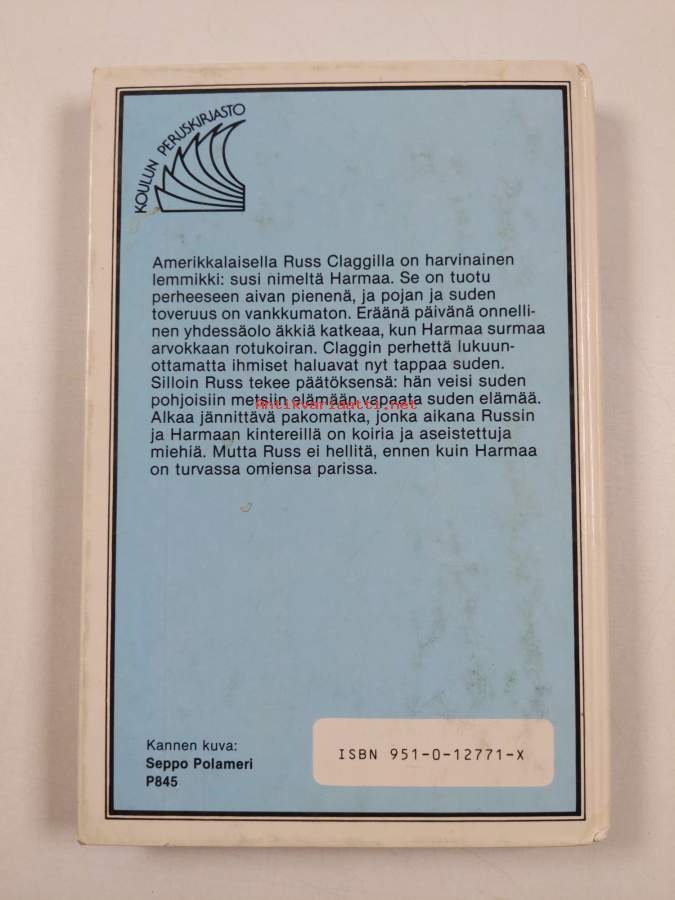 KOULUN PERUSKIRJASTO
Amerikkalaisella Russ Claggilla on harvinainen
lemmikki: susi nimeltä Harmaa. Se on tuotu
perheeseen aivan pienenä, ja pojan ja suden
toveruus on vankkumaton. Eräänä päivänä onnelli-
nen yhdessäolo äkkiä katkeaa, kun Harmaa surmaa
arvokkaan rotukoiran. Claggin perhettä lukuun-
ottamatta ihmiset haluavat nyt tappaa suden.
Silloin Russ tekee päätöksensä: hän veisi suden
pohjoisiin metsiin elämään vapaata suden elämää.
Antikvariaatti.net
Alkaa jännittävä pakomatka, jonka aikana Russin
ja Harmaan kintereillä on koiria ja aseistettuja
miehiä. Mutta Russ ei hellitä, ennen kuin Harmaa
on turvassa omiensa parissa.
Kannen kuva:
Seppo Polameri
P845
ISBN 951-0-12771-X